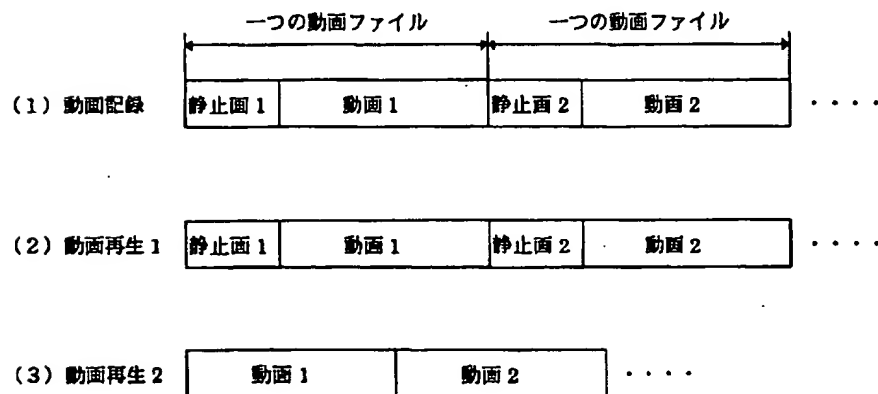 一つの動画ファイル 一つの動画ファイル
(1) 動画記録 静止画1 動画1 静止画2 動画2 ・・・・
(2) 動画再生1 静止画1 動画1 静止画2 動画2 ・・・・
(3) 動画再生2 動画1 動画2 ・・・・